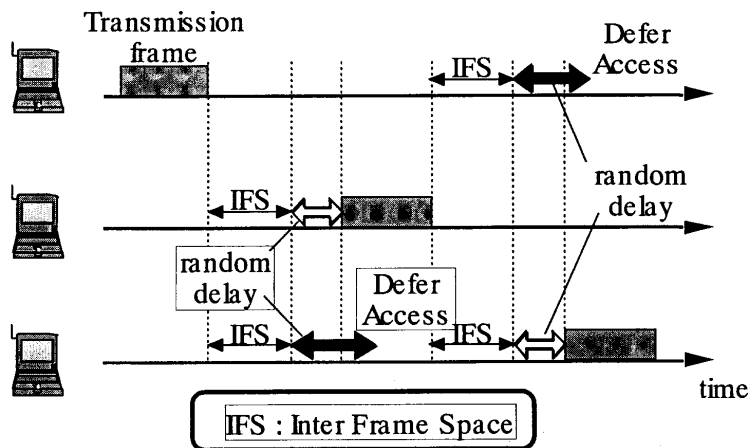 Transmission
frame
IFS
Defer
Access
IFS
random
delay
random
delay
Defer
Access
IFS
IFS
time
IFS : Inter Frame Space